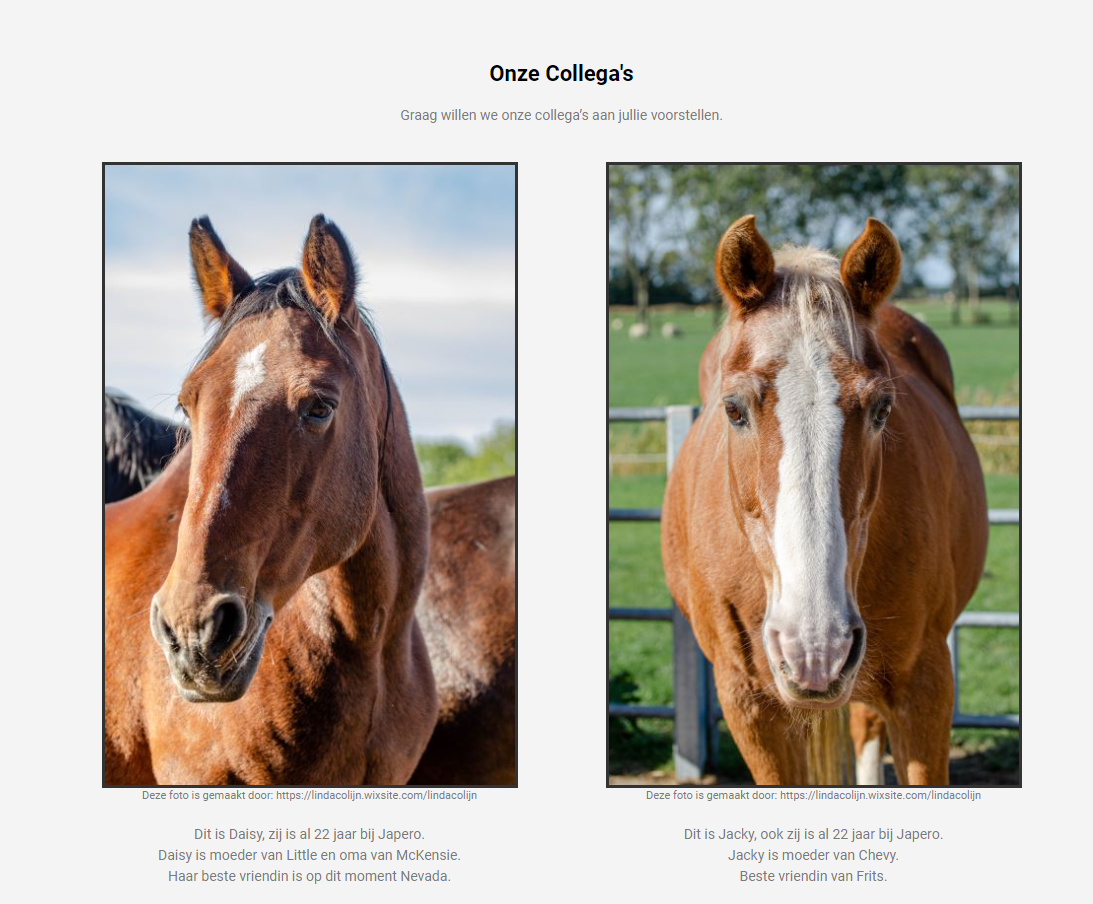 Onze Collega's
Graag willen we onze collega’s aan jullie voorstellen.
Deze foto is gemaakt door: https://lindacolijn.wixsite.com/lindacolijn
Dit is Daisy, zij is al 22 jaar bij Japero.
Daisy is moeder van Little en oma van McKensie.
Haar beste vriendin is op dit moment Nevada.
Deze foto is gemaakt door: https://lindacolijn.wixsite.com/lindacolijn
Dit is Jacky, ook zij is al 22 jaar bij Japero.
Jacky is moeder van Chevy.
Beste vriendin van Frits.